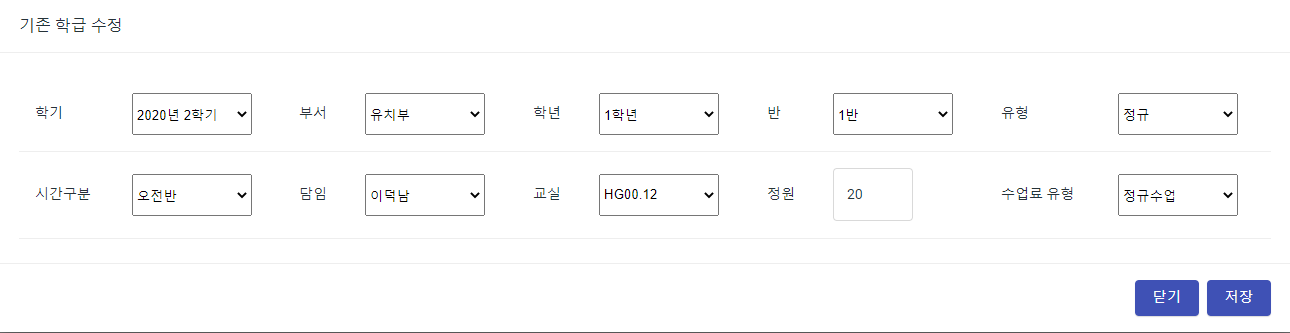 기존 학급 수정
학기 2020년 2학기 부서 유치부 학년 1학년 반 1반 유형 정규
시간구분 오전반 담임 이덕남 교실 HG00.12 정원 20 수업료 유형 정규수업
닫기 저장